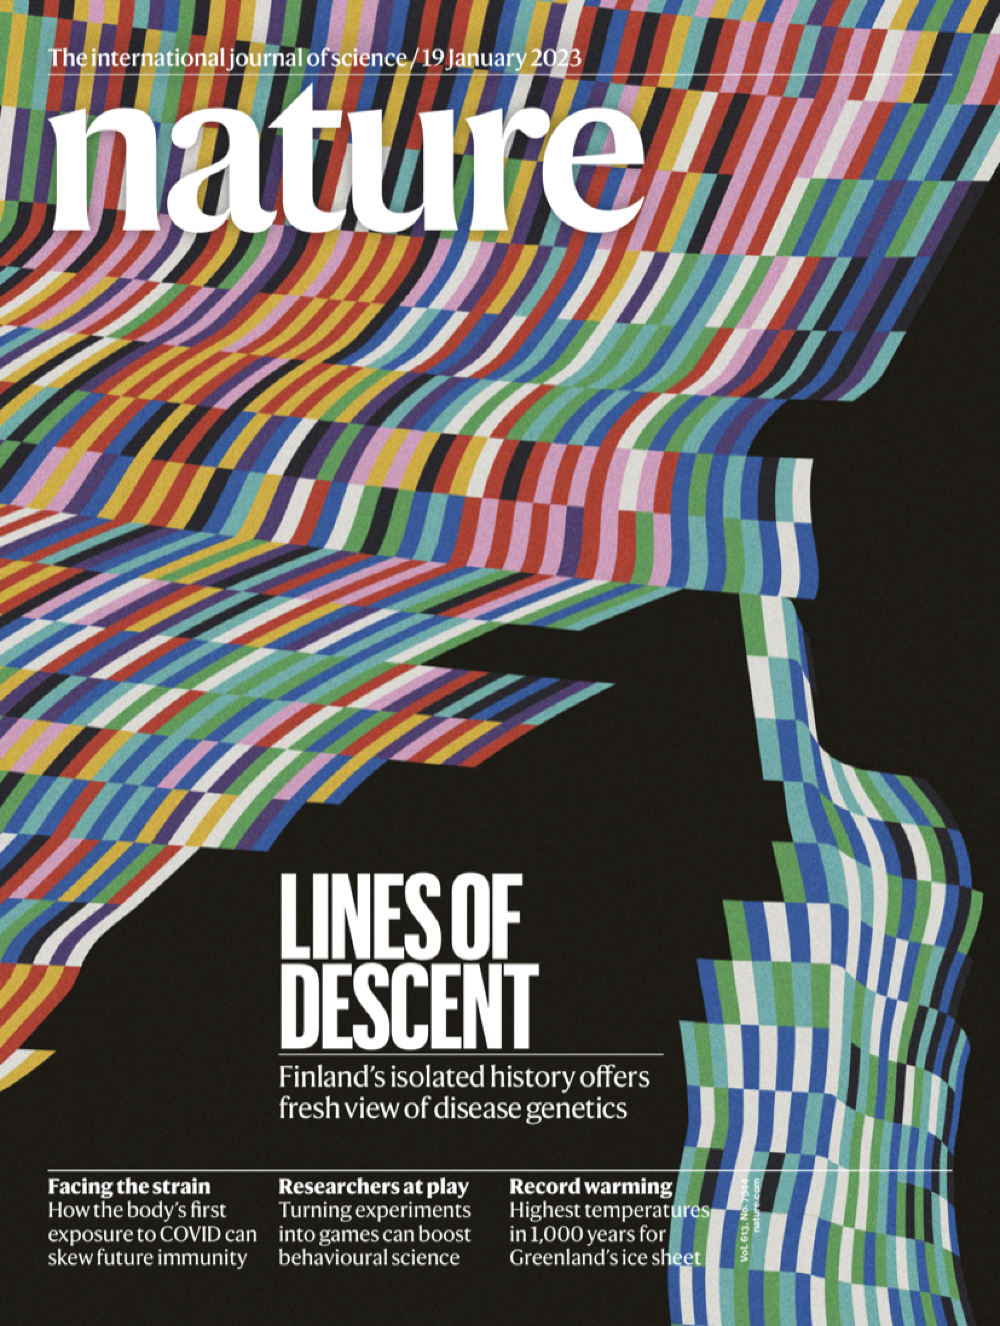 The international journal of science / 19 January 2023
nature
LINES OF
DESCENT
Finland's isolated history offers
fresh view of disease genetics
Facing the strain
How the body's first
exposure to COVID can
skew future immunity
Researchers at play
Turning experiments
into games can boost
behavioural science
Record warming
Highest temperatures
in 1,000 years for
Greenland's ice sheet
Vol. 613, No. 7944
nature.com